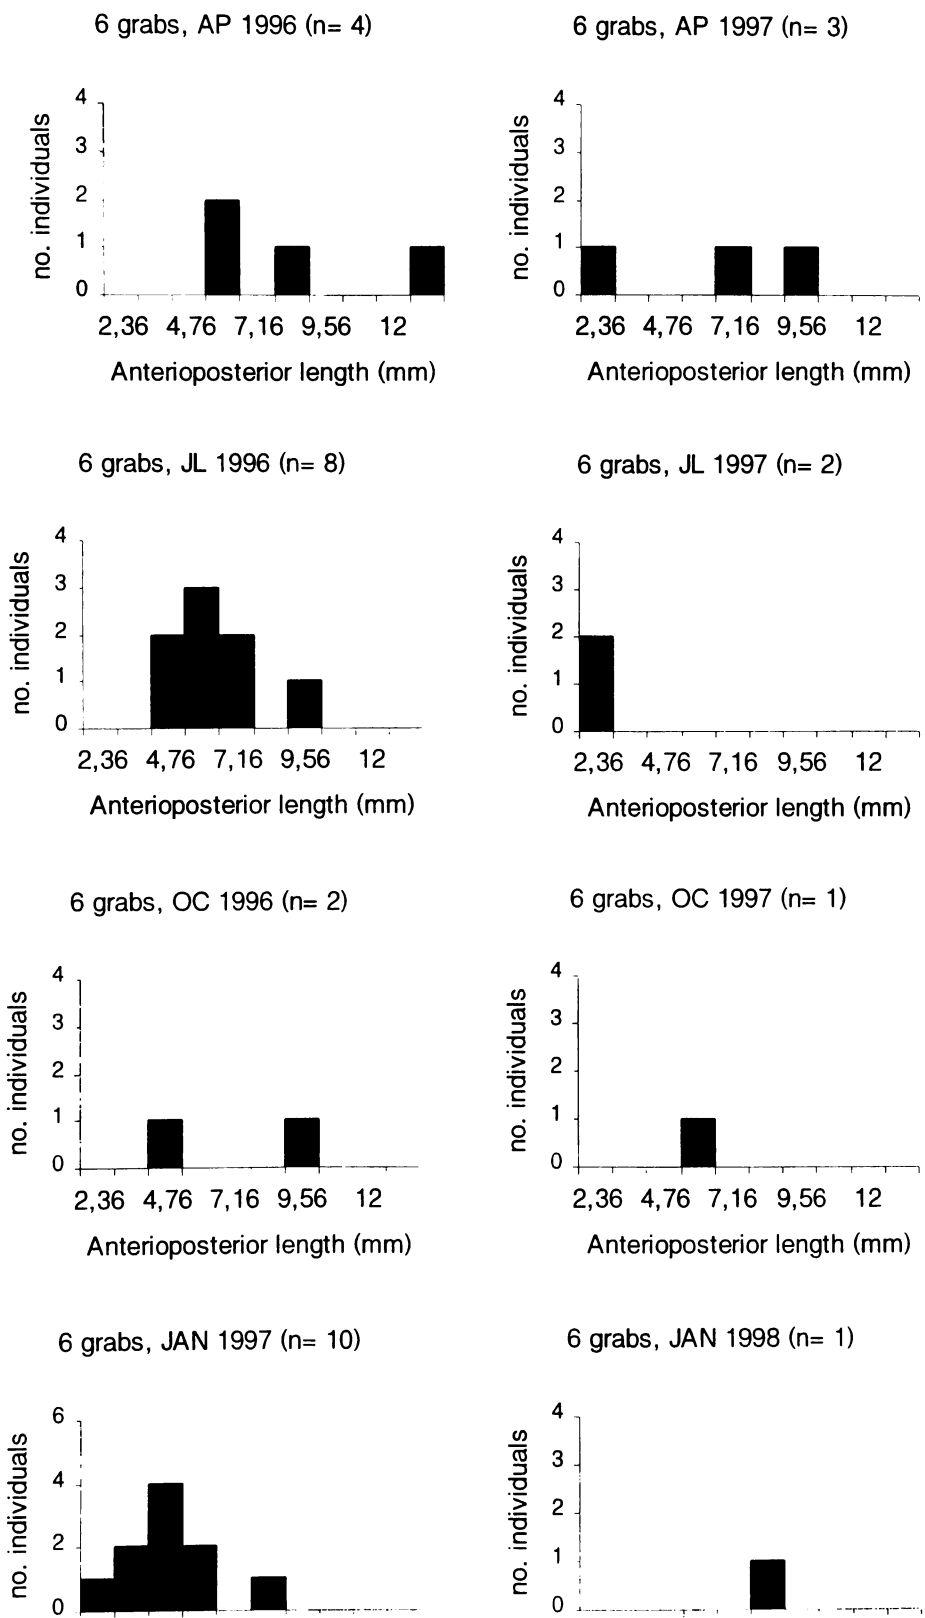 6 grabs, AP 1996 (n= 4)
4
3
2
1
0
no. individuals
2,36 4,76 7,16 9,56 12
Anterioposterior length (mm)
6 grabs, AP 1997 (n= 3)
4
3
2
1
0
no. individuals
2,36 4,76 7,16 9,56 12
Anterioposterior length (mm)
6 grabs, JL 1996 (n= 8)
4
3
2
1
0
no. individuals
2,36 4,76 7,16 9,56 12
Anterioposterior length (mm)
6 grabs, JL 1997 (n= 2)
4
3
2
1
0
no. individuals
2,36 4,76 7,16 9,56 12
Anterioposterior length (mm)
6 grabs, OC 1996 (n= 2)
4
3
2
1
0
no. individuals
2,36 4,76 7,16 9,56 12
Anterioposterior length (mm)
6 grabs, OC 1997 (n= 1)
4
3
2
1
0
no. individuals
2,36 4,76 7,16 9,56 12
Anterioposterior length (mm)
6 grabs, JAN 1997 (n= 10)
6
4
2
0
no. individuals
6 grabs, JAN 1998 (n= 1)
4
3
2
1
0
no. individuals